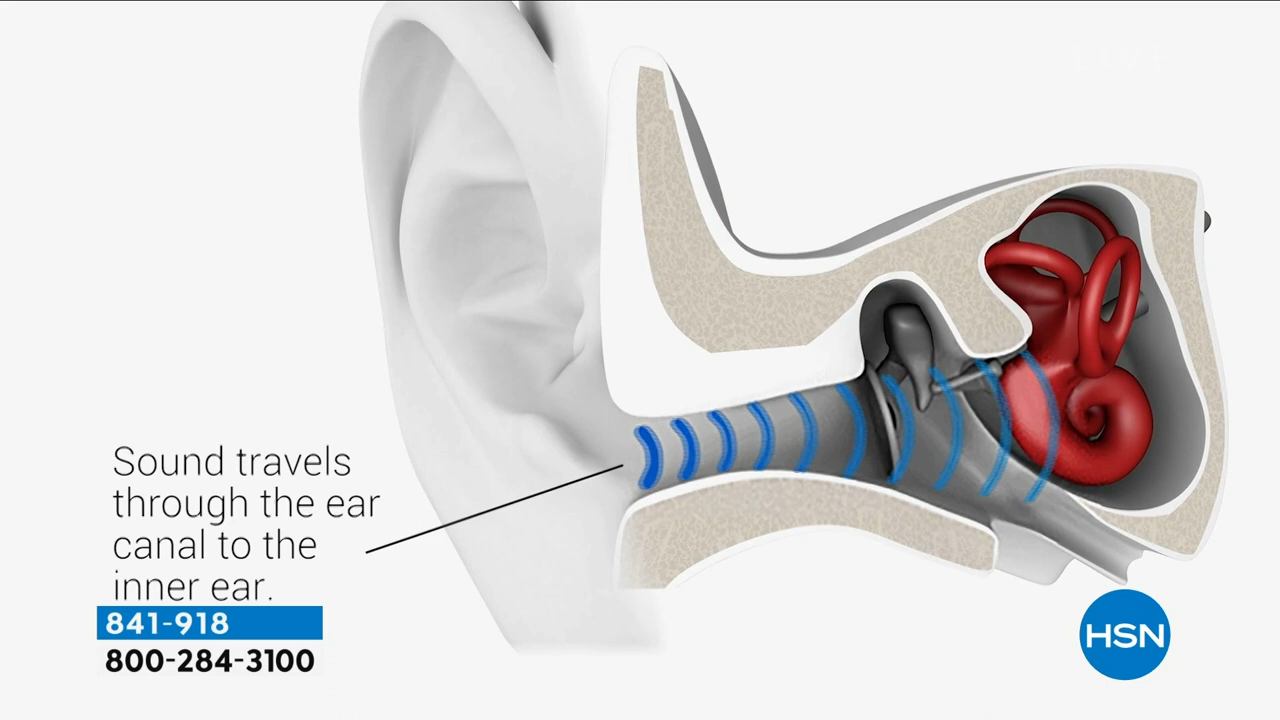 Sound travels
through the ear
canal to the
inner ear.
841-918
800-284-3100
HSN